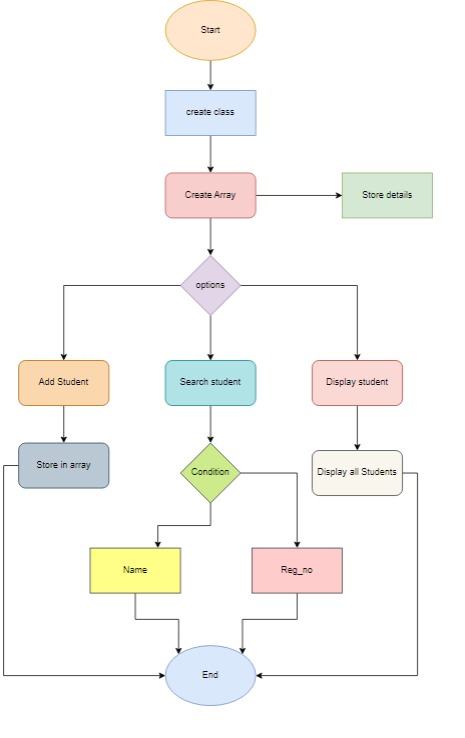 Start
create class
Create Array
Store details
options
Add Student
Search student
Display student
Store in array
Condition
Display all Students
Name
Reg_no
End